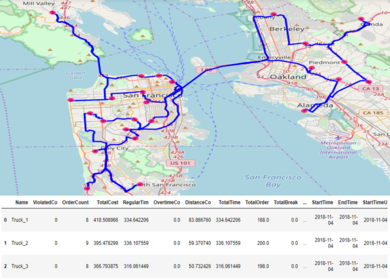 Mill Valley
Berkeley
Emeryville
Piedmont
Oakland
CA 13
San Fran
Alameda
CA 185
Daly City
US 101
San Francisco
Bay
South San Francisco
Name ViolatedCo OrderCount TotalCost RegularTim OvertimeCo DistanceCo TotalTime TotalOrder TotalBreak ... StartTime EndTime StartTime StartTimeU
0 Truck_1 0 8 418.508969 334.642206 0.0 83.866790 334.642206 188.0 0.0 ... 2018-11-04 2018-11-04 2018-11-04
1 Truck_2 0 9 395.478289 336.107559 0.0 59.370740 336.107559 200.0 0.0 ... 2018-11-04 2018-11-04 2018-11-04
2 Truck_3 0 8 366.793875 316.061449 0.0 50.732426 316.061449 168.0 0.0 ... 2018-11-04 2018-11-04 2018-11-04